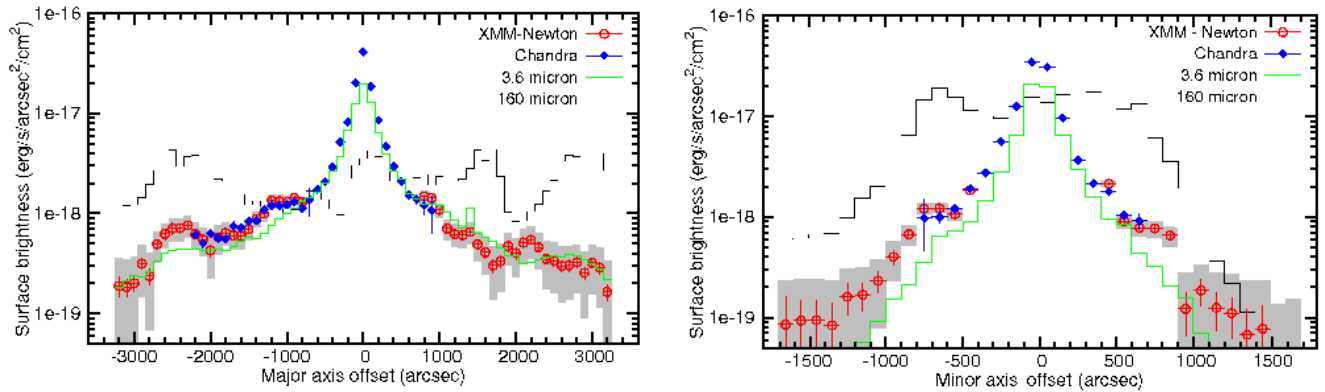 1e-16
XMM-Newton
Chandra
3.6 micron
160 micron
1e-17
1e-18
1e-19
Surface brightness (erg/s/arcsec²/cm²)
-3000 -2000 -1000 0 1000 2000 3000
Major axis offset (arcsec)
1e-16
XMM - Newton
Chandra
3.6 micron
160 micron
1e-17
1e-18
1e-19
Surface brightness (erg/s/arcsec²/cm²)
-1500 -1000 -500 0 500 1000 1500
Minor axis offset (arcsec)